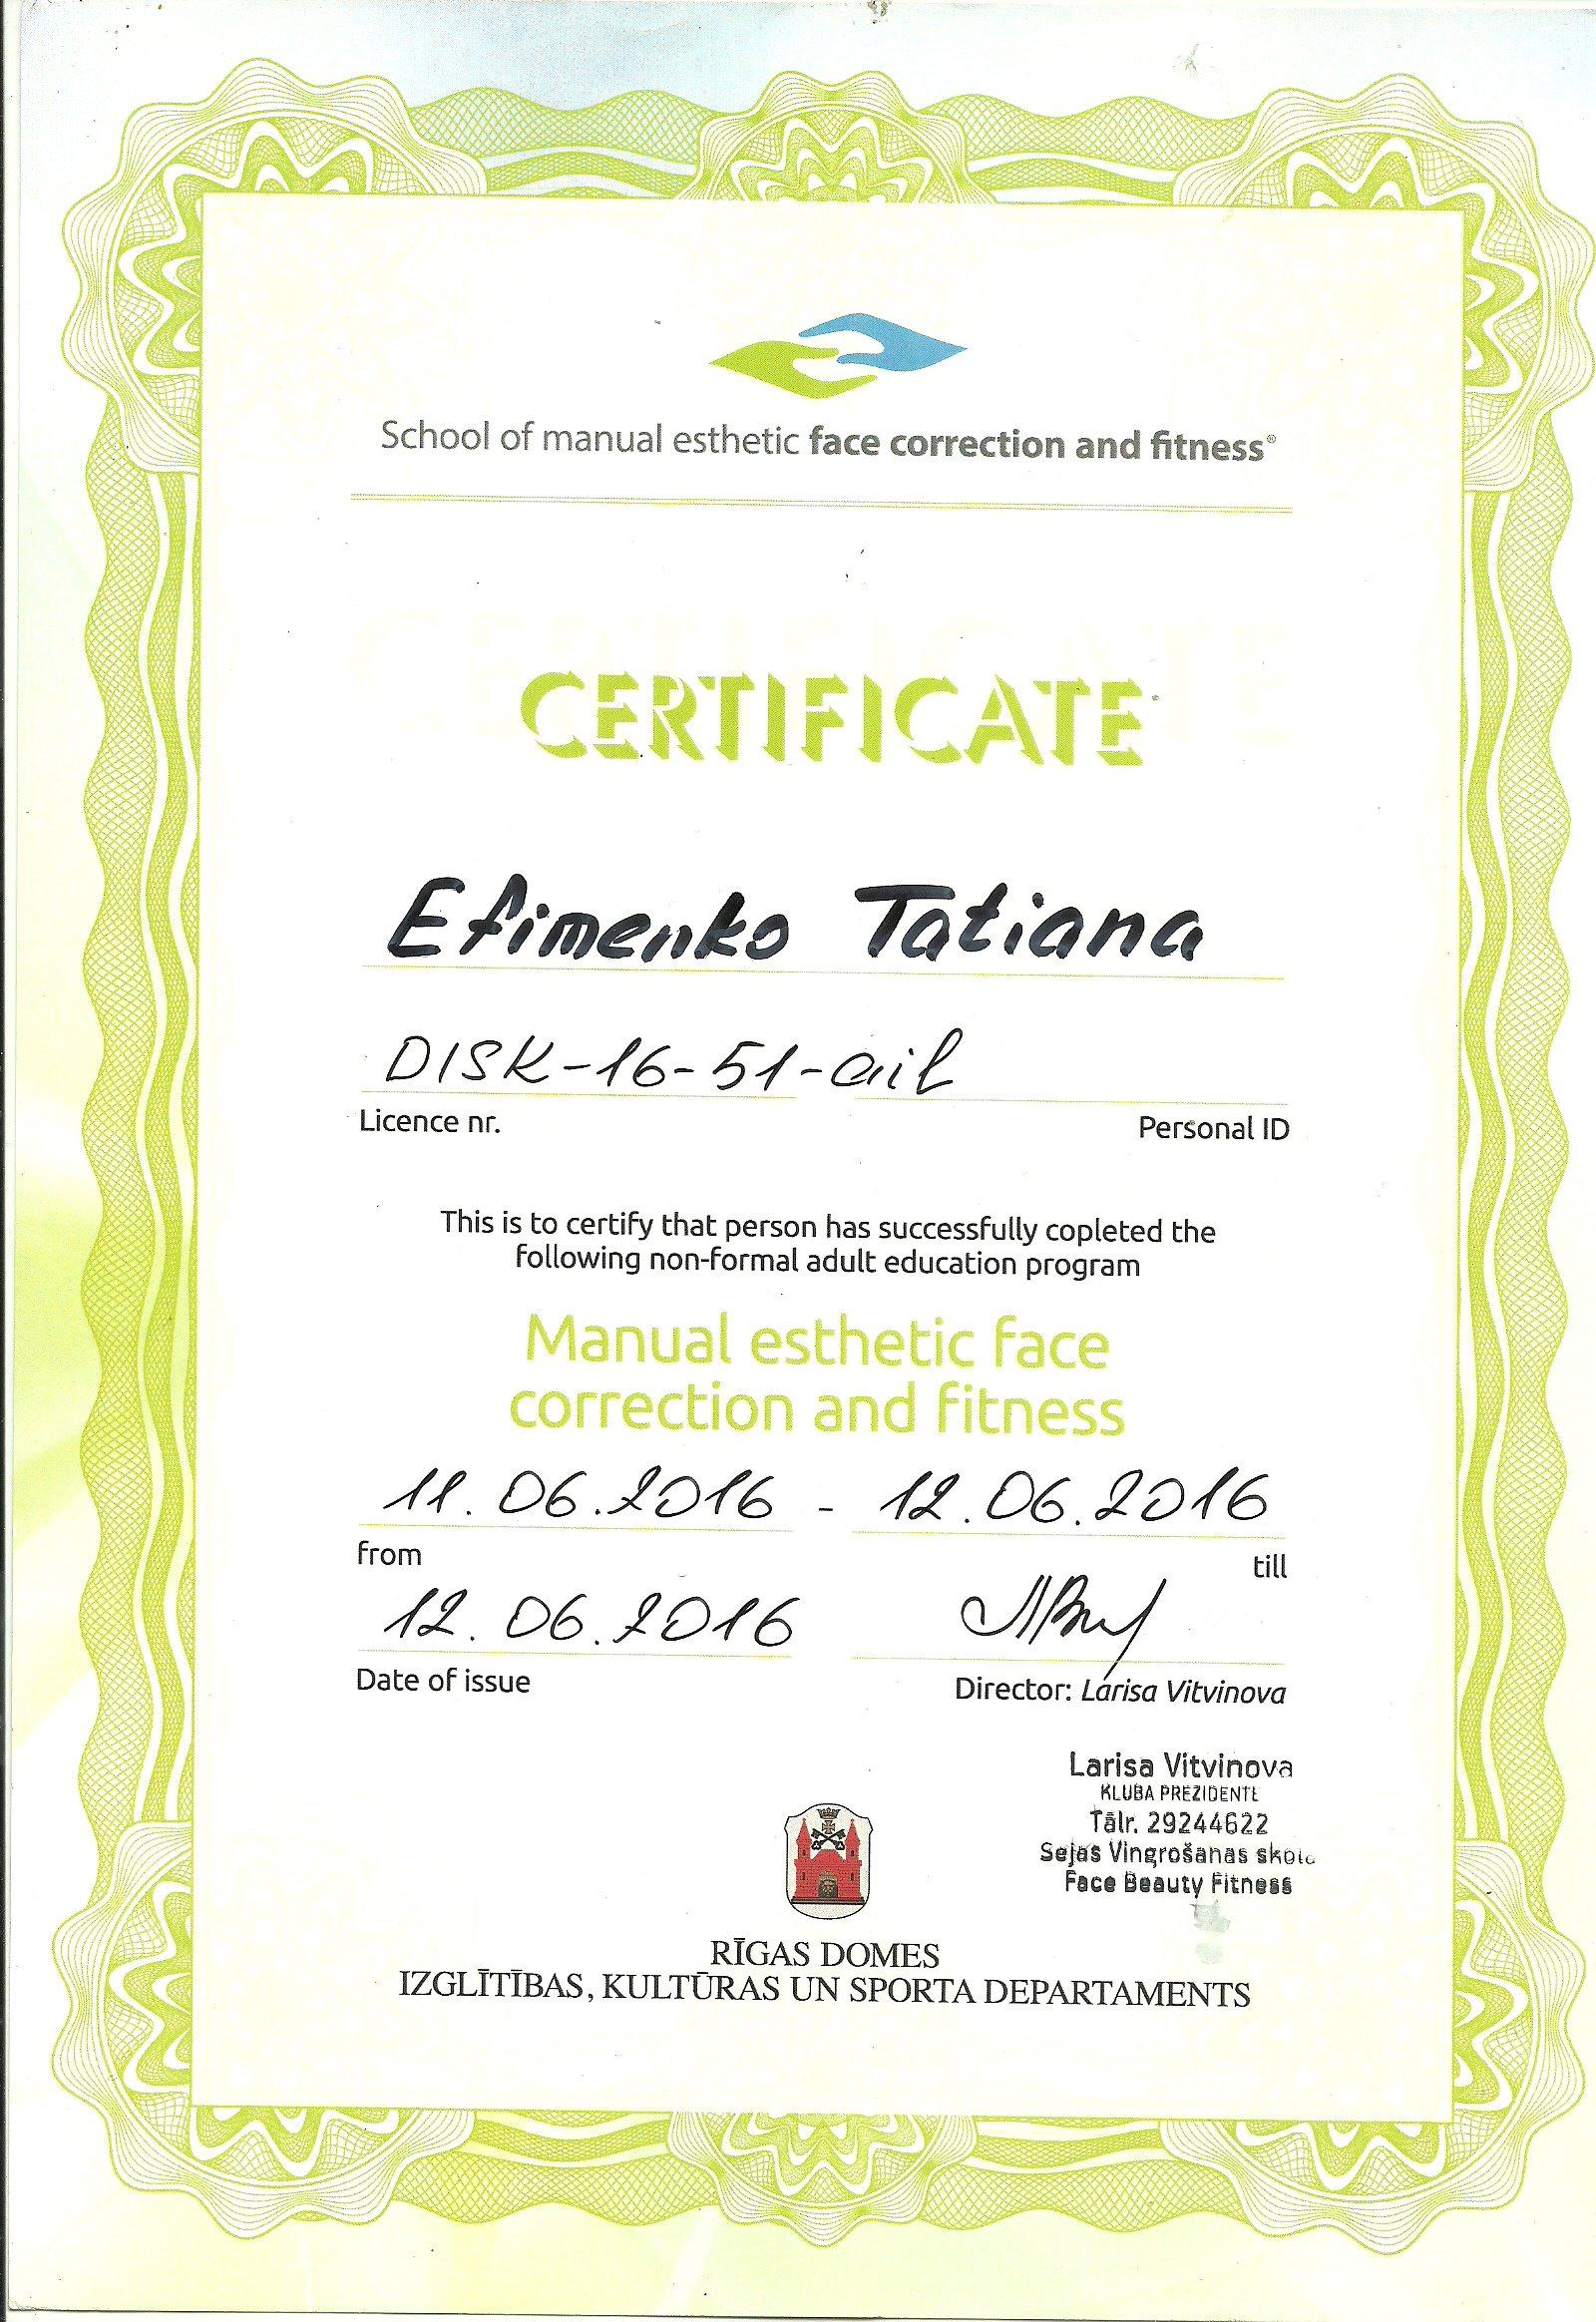 School of manual esthetic face correction and fitness®
CERTIFICATE
Efimenko Tatiana
DISK-16-51-ail
Licence nr.
Personal ID
This is to certify that person has successfully copleted the
following non-formal adult education program
Manual esthetic face
correction and fitness
11.06.2016 - 12.06.2016
from
till
12.06.2016
Date of issue
Director: Larisa Vitvinova
Larisa Vitvinova
KLUBA PREZIDENTE
Tālr. 29244622
Sejas Vingrošanas skola
Face Beauty Fitness
RĪGAS DOMES
IZGLĪTĪBAS, KULTŪRAS UN SPORTA DEPARTAMENTS